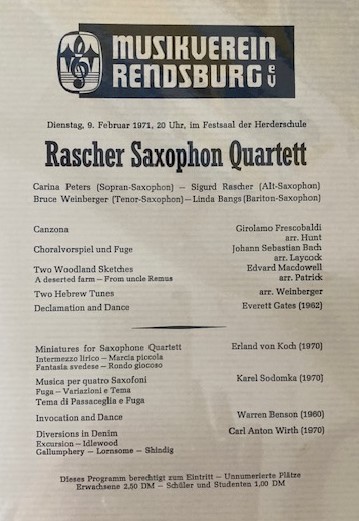 MUSIKVEREIN
RENDSBURG e v
Dienstag, 9. Februar 1971, 20 Uhr, im Festsaal der Herderschule
Rascher Saxophon Quartett
Carina Peters (Sopran-Saxophon) — Sigurd Rascher (Alt-Saxophon)
Bruce Weinberger (Tenor-Saxophon) — Linda Bangs (Bariton-Saxophon)
Canzona Girolamo Frescobaldi
arr. Hunt
Choralvorspiel und Fuge Johann Sebastian Bach
arr. Laycock
Two Woodland Sketches Edvard Macdowell
A deserted farm — From uncle Remus arr. Patrick
Two Hebrew Tunes arr. Weinberger
Declamation and Dance Everett Gates (1962)
Miniatures for Saxophone Quartett Erland von Koch (1970)
Intermezzo lirico — Marcia piccola
Fantasia svedese — Rondo giocoso
Musica per quatro Saxofoni Karel Sodomka (1970)
Fuga — Variazioni e Tema
Tema di Passaceglia e Fuga
Invocation and Dance Warren Benson (1960)
Diversions in Denim Carl Anton Wirth (1970)
Excursion — Idlewood
Gallumphery — Lornsome — Shindig
Dieses Programm berechtigt zum Eintritt — Unnumerierte Plätze
Erwachsene 2,50 DM — Schüler und Studenten 1,00 DM